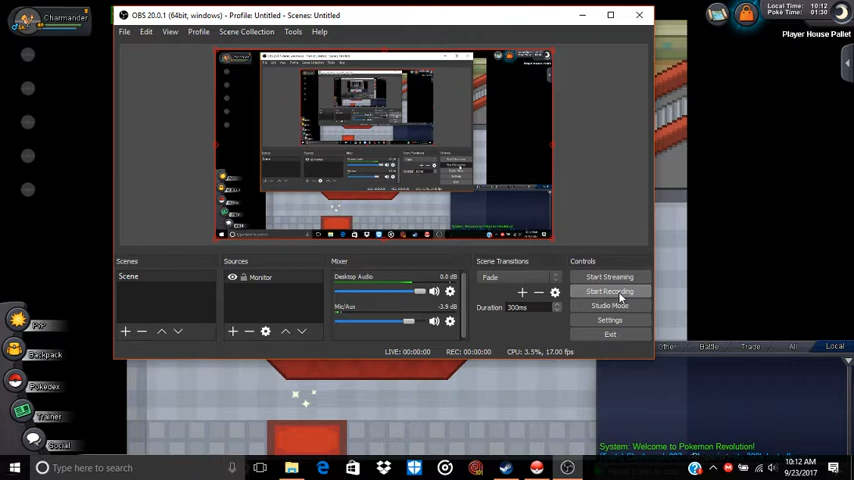 Charmander
OBS 20.0.1 (64bit, windows) - Profile: Untitled - Scenes: Untitled
Local Time: 10:12
Poké Time: 01:30
Player House Pallet
File Edit View Profile Scene Collection Tools Help
Scenes Sources Mixer Scene Transitions Controls
Scene
Monitor
Desktop Audio 0.0 dB
Mic/Aux -3.9 dB
Fade
Duration 300ms
Start Streaming
Start Recording
Studio Mode
Settings
Exit
LIVE: 00:00:00 REC: 00:00:00 CPU: 3.5%, 17.00 fps
PvP
Backpack
Pokedex
Trainer
Social
Other Battle Trade All Local
System: Welcome to Pokemon Revolution!
Type here to search
10:12 AM
9/23/2017